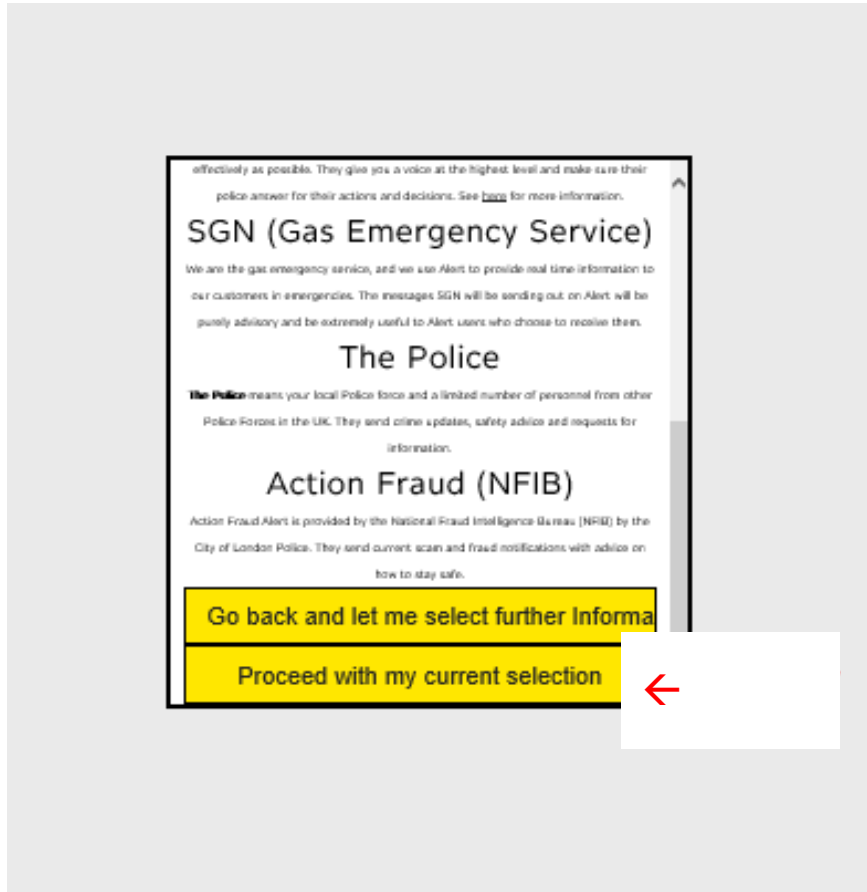 effectively as possible. They give you a voice at the highest level and make sure their
police answer for their actions and decisions. See here for more information.
SGN (Gas Emergency Service)
We are the gas emergency service, and we use Alert to provide real time information to
our customers in emergencies. The messages SGN will be sending out on Alert will be
purely advisory and be extremely useful to Alert users who choose to receive them.
The Police
The Police means your local Police force and a limited number of personnel from other
Police Forces in the UK. They send crime updates, safety advice and requests for
information.
Action Fraud (NFIB)
Action Fraud Alert is provided by the National Fraud Intelligence Bureau (NFIB) by the
City of London Police. They send current scam and fraud notifications with advice on
how to stay safe.
Go back and let me select further Informa
Proceed with my current selection